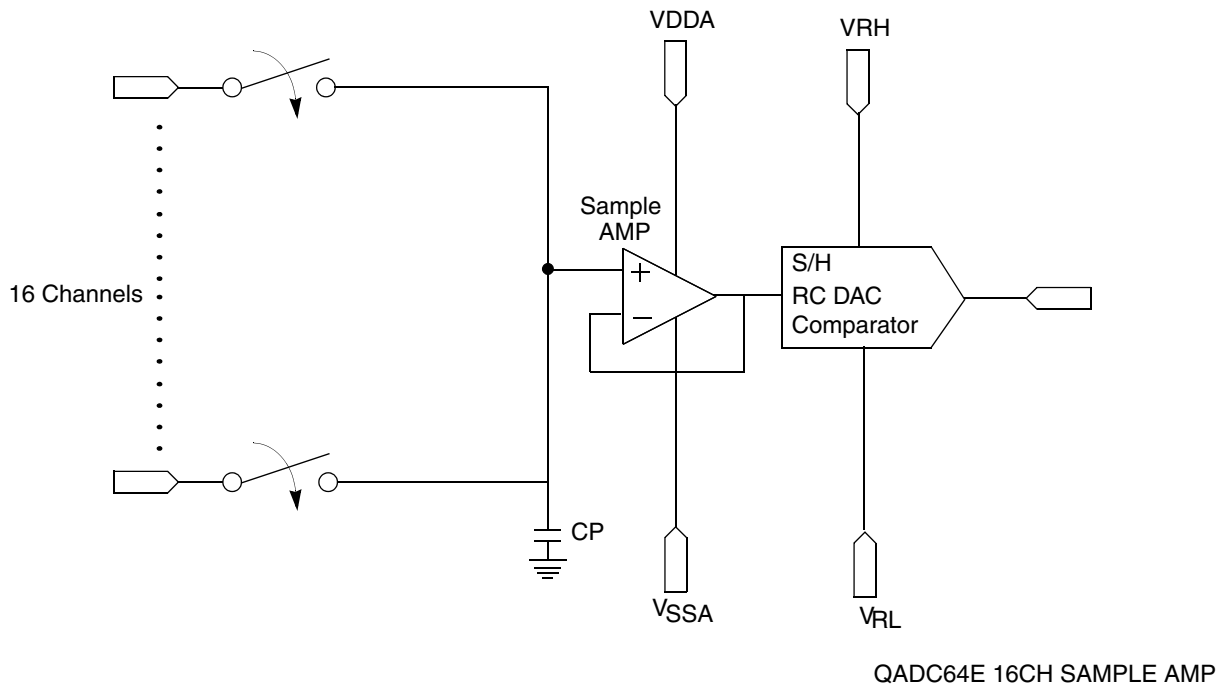 VDDA
VRH
Sample
AMP
+
−
S/H
RC DAC
Comparator
16 Channels
CP
VSSA
VRL
QADC64E 16CH SAMPLE AMP